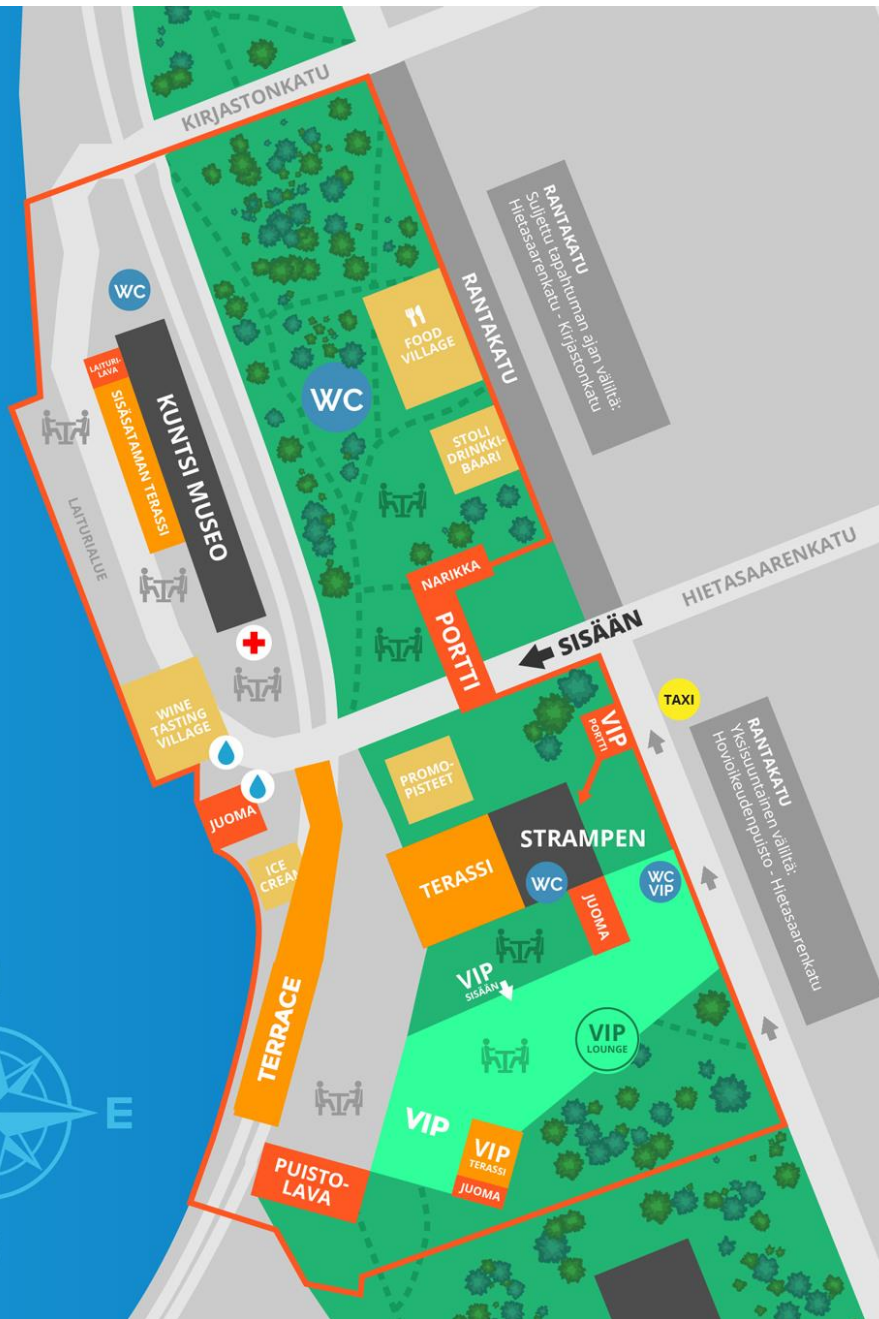 KIRJASTONKATU
RANTAKATU
Suljettu tapahtuman ajan väliltä:
Hietasaarenkatu - Kirjastonkatu
RANTAKATU
WC
FOOD
VILLAGE
WC
LAITURI-
LAVA
SISÄSATAMAN TERASSI
KUNTSI MUSEO
LAITURIALUE
STOLI
DRINKKI-
BAARI
NARIKKA
PORTTI
SISÄÄN
HIETASAARENKATU
WINE
TASTING
VILLAGE
TAXI
VIP
PORTTI
RANTAKATU
Yksisuuntainen väliltä:
Hovioikeudenpuisto - Hietasaarenkatu
PROMO-
PISTEET
JUOMA
ICE
CREAM
STRAMPEN
TERASSI
WC
WC
VIP
JUOMA
VIP
SISÄÄN
VIP
LOUNGE
TERRACE
E
VIP
VIP
TERASSI
JUOMA
PUISTO-
LAVA